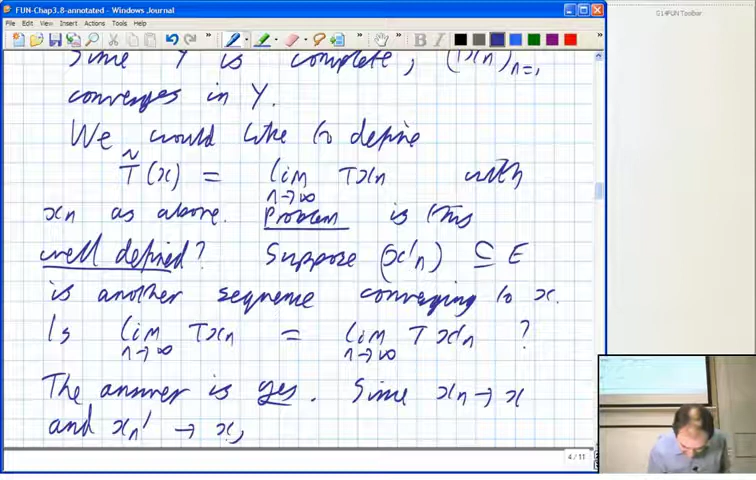 FUN-Chap3.8-annotated - Windows Journal
G14FUN Toolbar
File Edit View Insert Actions Tools Help
Since Y is complete, (Txn)n=1
converges in Y.
We would like to define
T̃(x) = lim n→∞ Txn with
xn as above. Problem is this
well defined? Suppose (x'n) ⊆ E
is another sequence converging to x.
Is lim n→∞ Txn = lim n→∞ Tx'n ?
The answer is yes. Since xn → x
and xn' → x,
4 / 11